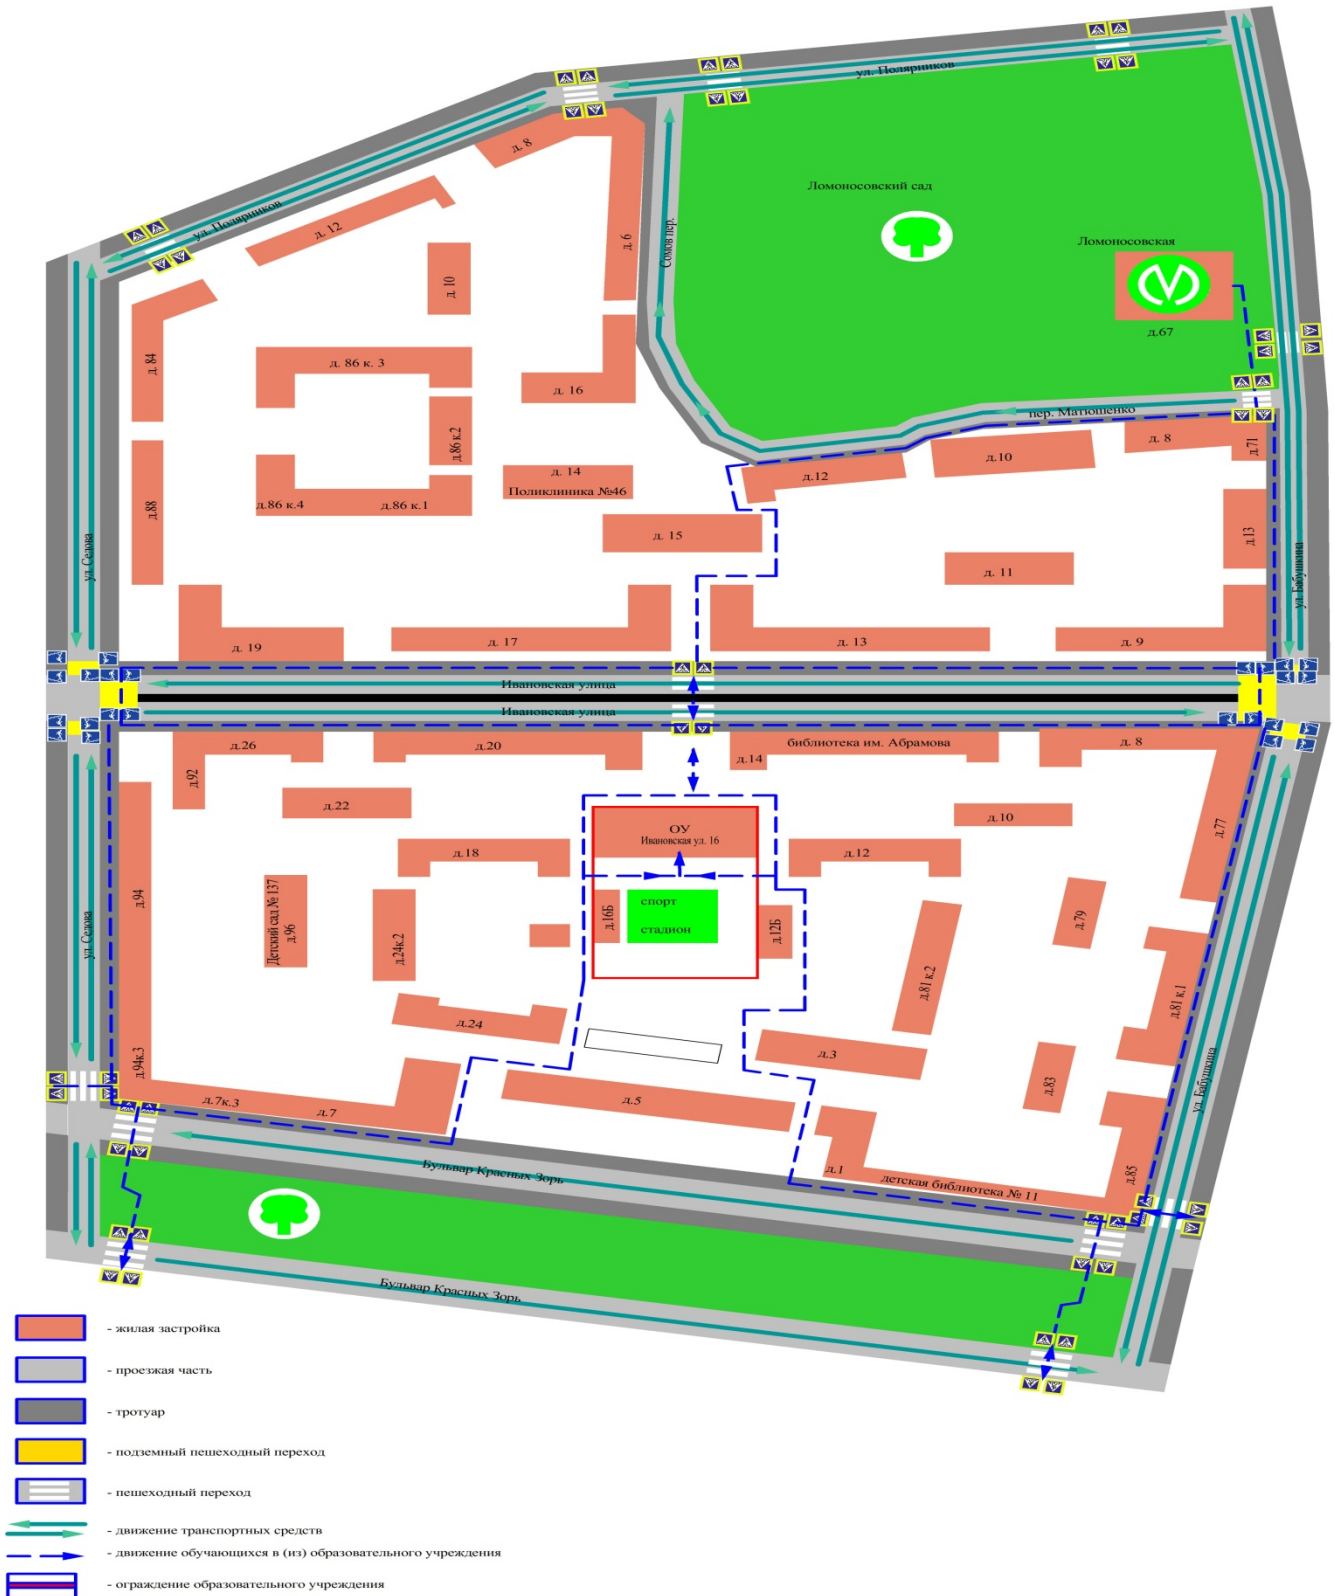 ул. Полярников
д. 8
Ломоносовский сад
ул. Полярников
д. 12
д. 6
Сомов пер.
Ломоносовская
д. 10
д.67
д. 84
д. 86 к. 3
д. 16
пер. Матюшенко
д.86 к.2
д. 8
д.71
д.10
д. 14
Поликлиника №46
д.12
д.88
д.86 к.4
д.86 к.1
д. 15
д.13
ул. Седова
д. 11
ул. Бабушкина
д. 19
д. 17
д. 13
д. 9
Ивановская улица
Ивановская улица
д.26
д.20
библиотека им. Абрамова
д. 8
д.92
д.14
д.22
д.10
д.77
ОУ
Ивановская ул. 16
д.18
д.12
д.94
Детский сад № 137
д.96
д.24к.2
д.16Б
спорт
стадион
д.12Б
д.79
ул. Седова
д.81 к.2
д.81 к.1
д.24
д.3
д.94к.3
д.83
ул. Бабушкина
д.7к.3
д.7
д.5
Бульвар Красных Зорь
д.1
детская библиотека № 11
д.85
Бульвар Красных Зорь
- жилая застройка
- проезжая часть
- тротуар
- подземный пешеходный переход
- пешеходный переход
- движение транспортных средств
- движение обучающихся в (из) образовательного учреждения
- ограждение образовательного учреждения